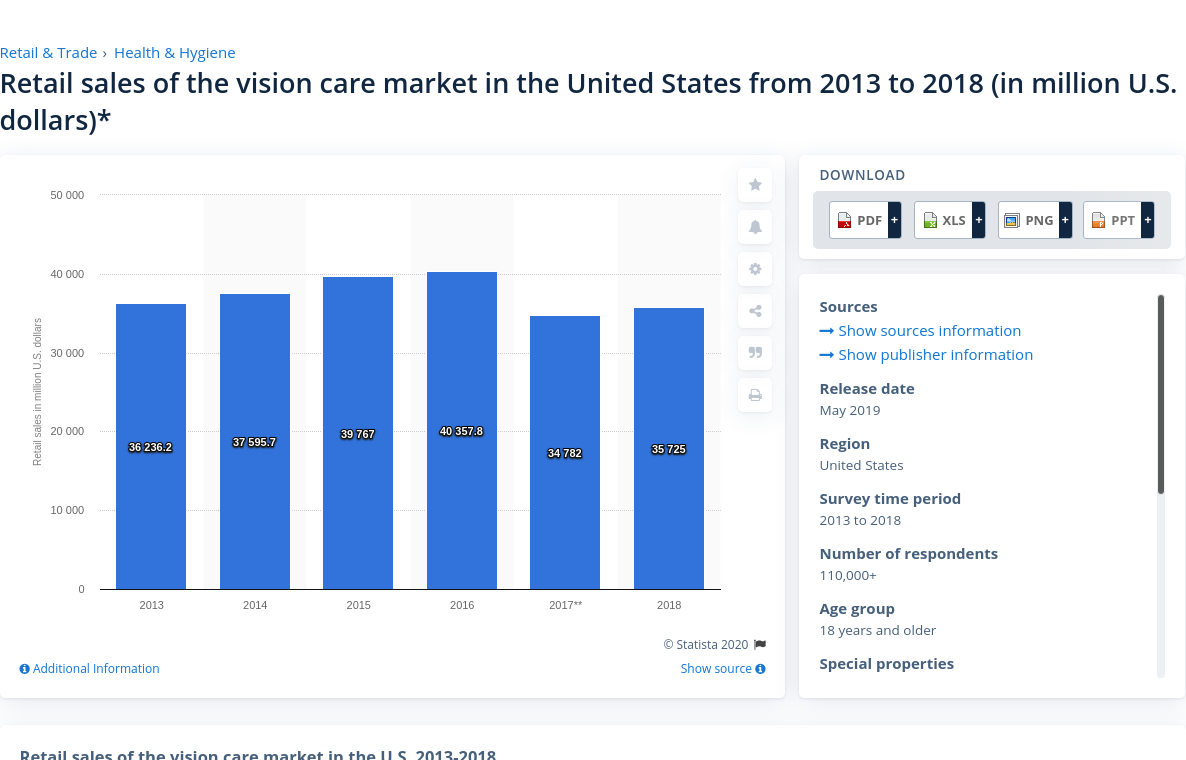 Retail & Trade › Health & Hygiene
Retail sales of the vision care market in the United States from 2013 to 2018 (in million U.S.
dollars)*
50 000
40 000
30 000
20 000
10 000
0
Retail sales in million U.S. dollars
36 236.2
37 595.7
39 767
40 357.8
34 782
35 725
2013
2014
2015
2016
2017**
2018
© Statista 2020
Additional Information
Show source
DOWNLOAD
PDF +
XLS +
PNG +
PPT +
Sources
Show sources information
Show publisher information
Release date
May 2019
Region
United States
Survey time period
2013 to 2018
Number of respondents
110,000+
Age group
18 years and older
Special properties
Retail sales of the vision care market in the U.S. 2013-2018